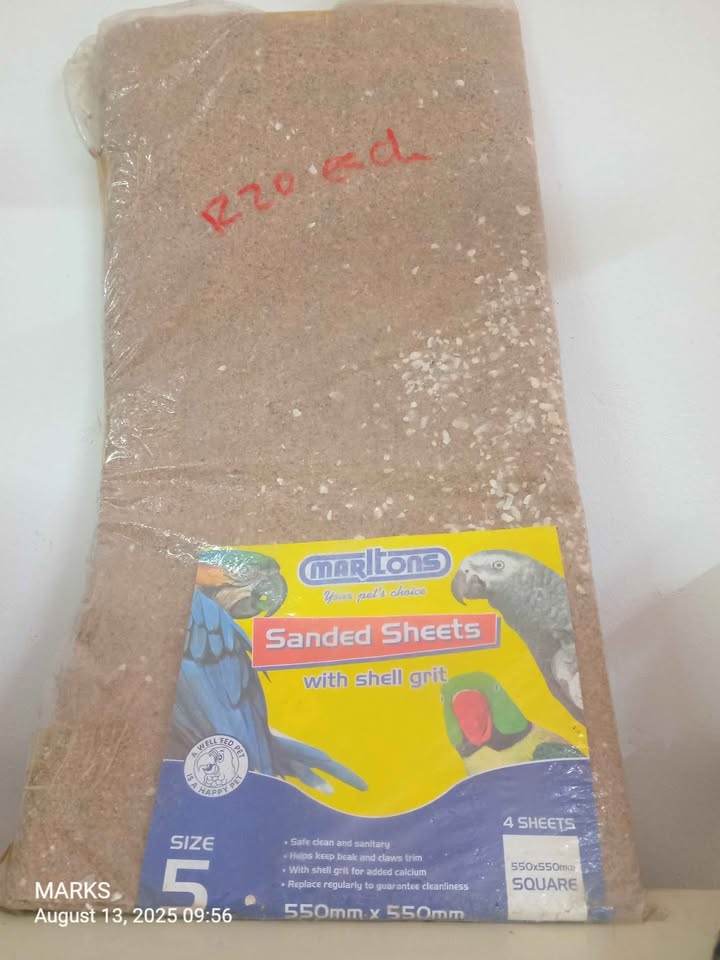 R20 each
marltons
Your pet's choice
Sanded Sheets
with shell grit
A WELL FED PET
IS A HAPPY PET
SIZE
5
• Safe clean and sanitary
• Helps keep beak and claws trim
• With shell grit for added calcium
• Replace regularly to guarantee cleanliness
550mm x 550mm
4 SHEETS
550x550mm
SQUARE
MARKS
August 13, 2025 09:56